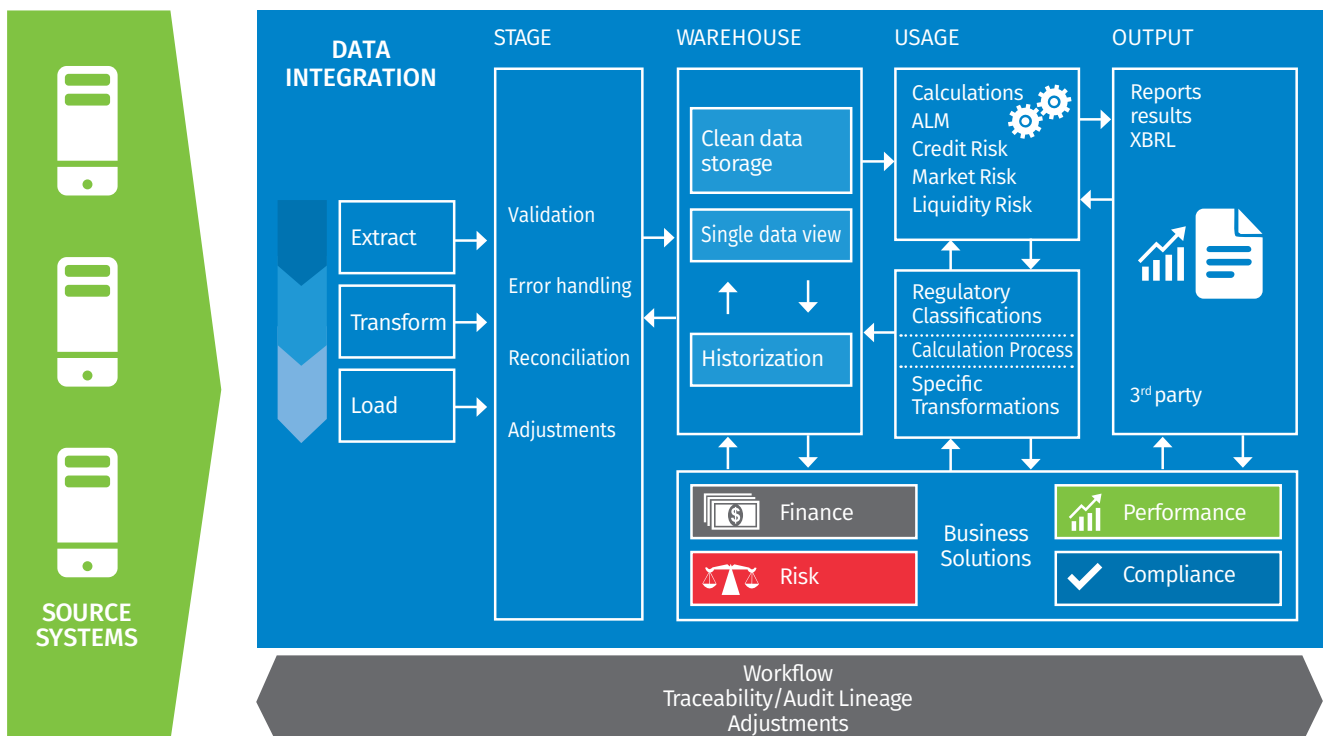 SOURCE
SYSTEMS
DATA
INTEGRATION
Extract
Transform
Load
STAGE
Validation
Error handling
Reconciliation
Adjustments
WAREHOUSE
Clean data
storage
Single data view
Historization
USAGE
Calculations
ALM
Credit Risk
Market Risk
Liquidity Risk
Regulatory
Classifications
Calculation Process
Specific
Transformations
OUTPUT
Reports
results
XBRL
3rd party
$ Finance
Risk
Business
Solutions
Performance
Compliance
Workflow
Traceability/Audit Lineage
Adjustments